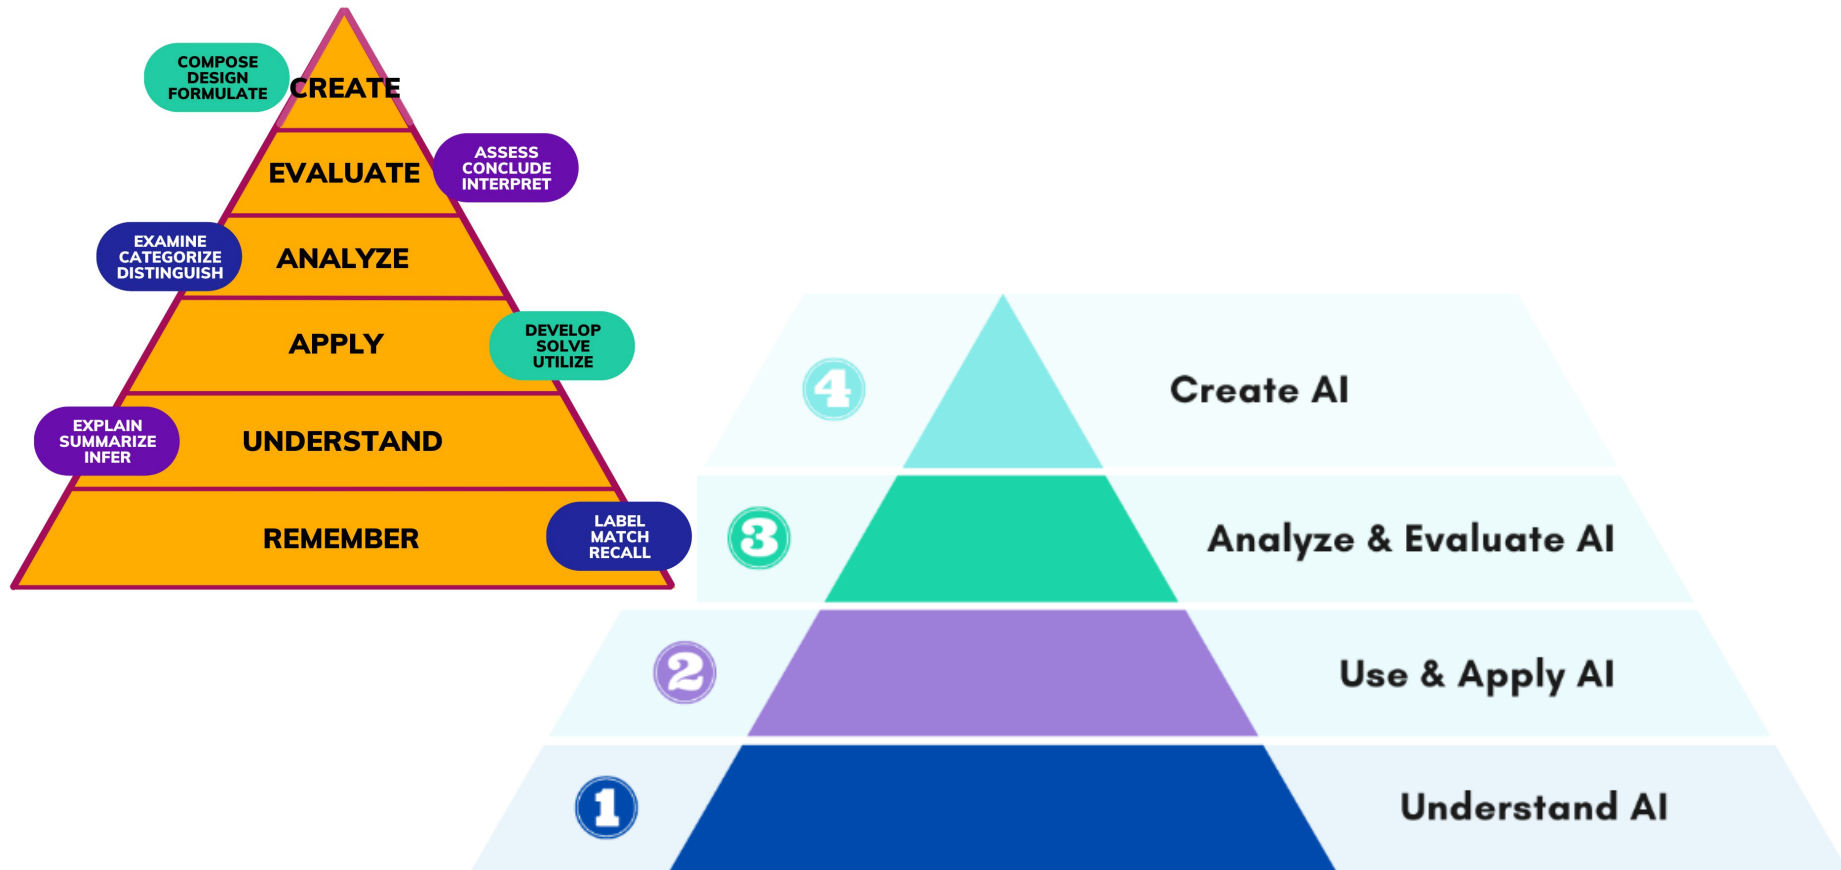 COMPOSE
DESIGN
FORMULATE
CREATE
EVALUATE
ASSESS
CONCLUDE
INTERPRET
EXAMINE
CATEGORIZE
DISTINGUISH
ANALYZE
APPLY
DEVELOP
SOLVE
UTILIZE
EXPLAIN
SUMMARIZE
INFER
UNDERSTAND
REMEMBER
LABEL
MATCH
RECALL
4
Create AI
3
Analyze & Evaluate AI
2
Use & Apply AI
1
Understand AI